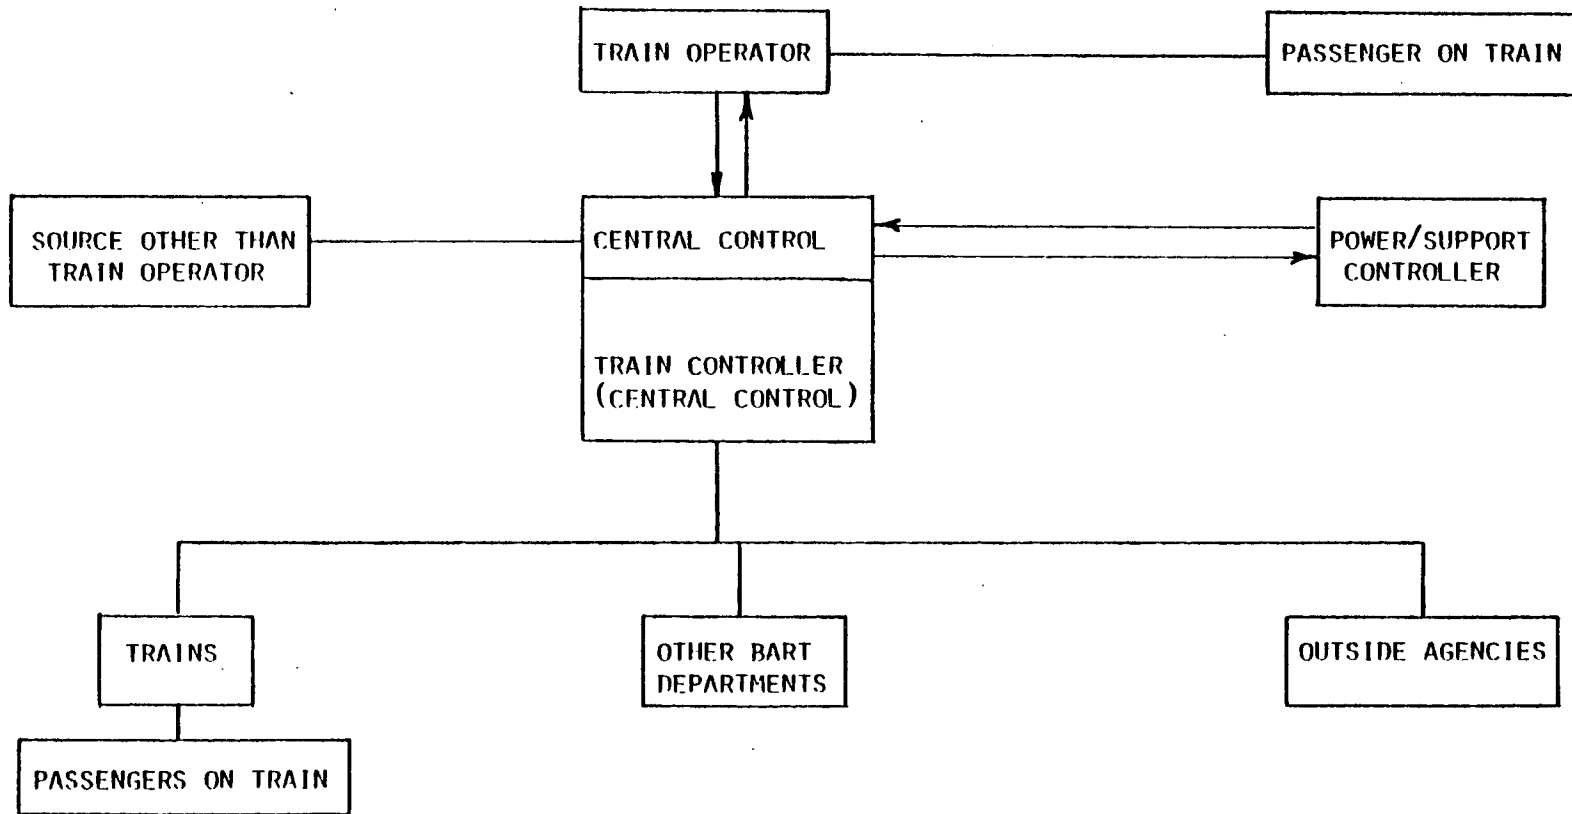 TRAIN OPERATOR
PASSENGER ON TRAIN
SOURCE OTHER THAN
TRAIN OPERATOR
CENTRAL CONTROL
POWER/SUPPORT
CONTROLLER
TRAIN CONTROLLER
(CENTRAL CONTROL)
TRAINS
OTHER BART
DEPARTMENTS
OUTSIDE AGENCIES
PASSENGERS ON TRAIN